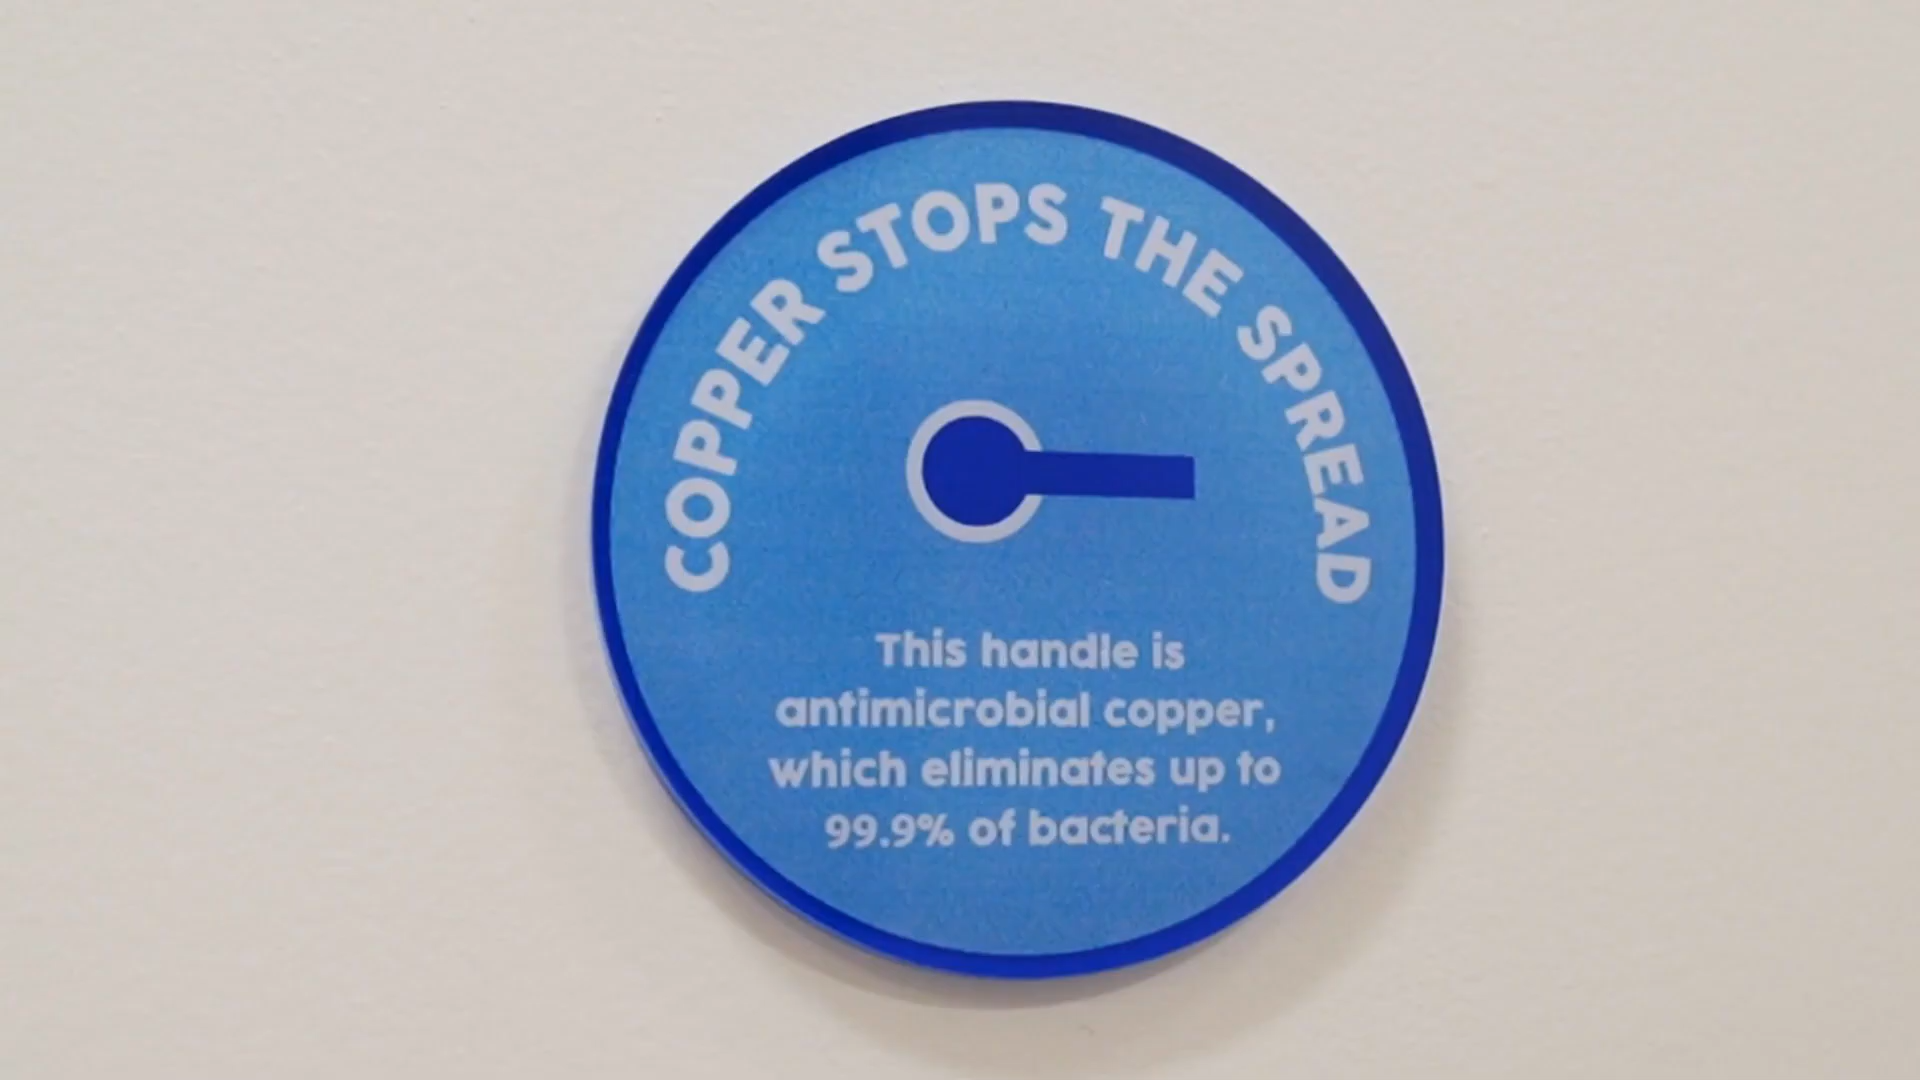 COPPER STOPS THE SPREAD
This handle is
antimicrobial copper,
which eliminates up to
99.9% of bacteria.